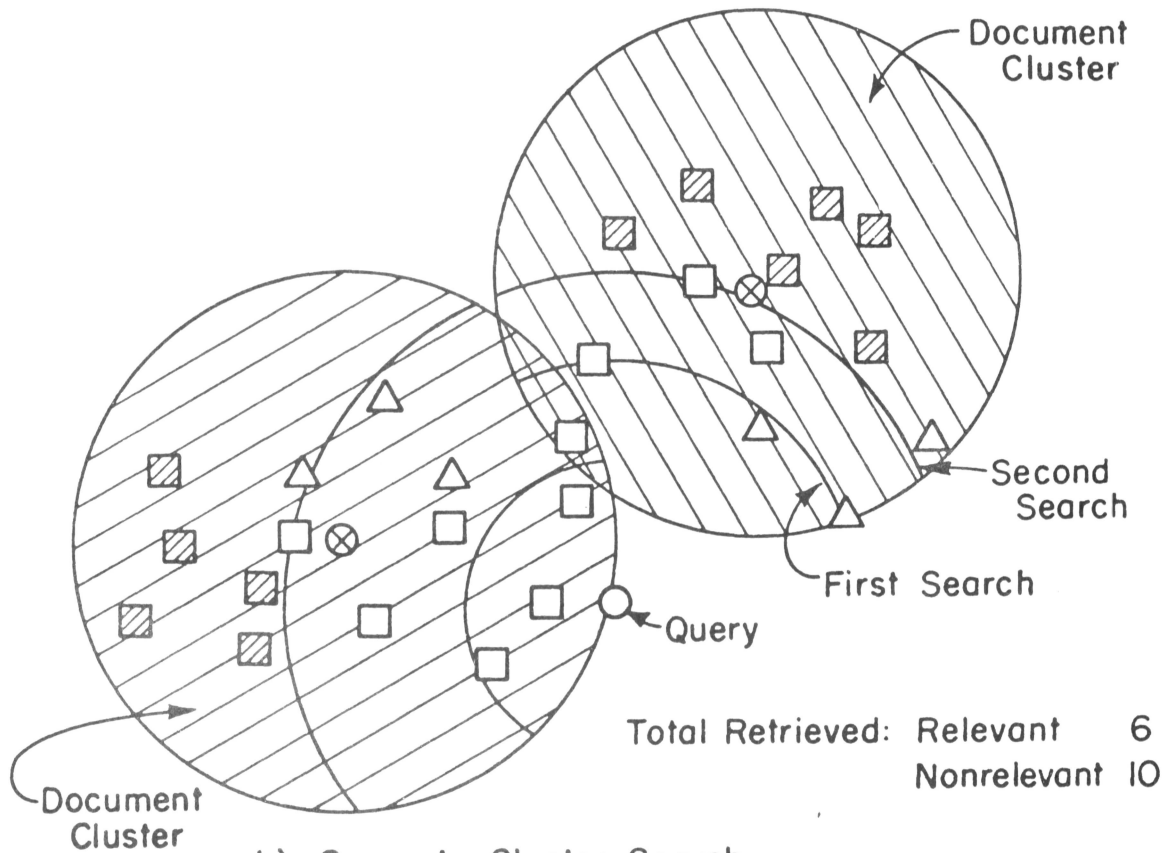 Document
Cluster
Second
Search
First Search
Query
Total Retrieved: Relevant 6
Nonrelevant 10
Document
Cluster